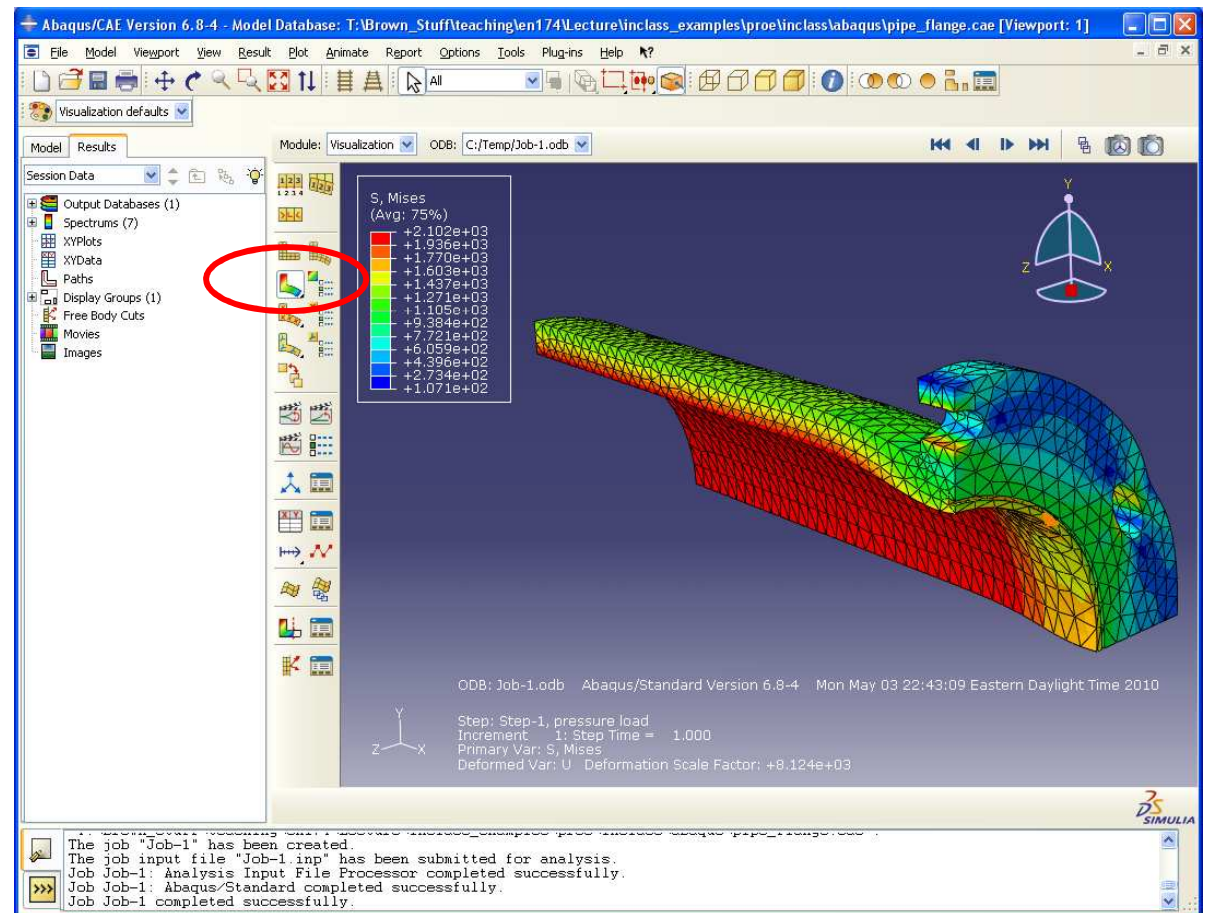 Abaqus/CAE Version 6.8-4 - Model Database: T:\Brown_Stuff\teaching\en174\Lecture\inclass_examples\proe\inclass\abaqus\pipe_flange.cae [Viewport: 1]
File Model Viewport View Result Plot Animate Report Options Tools Plug-ins Help
All
Visualization defaults
Model Results
Module: Visualization ODB: C:/Temp/Job-1.odb
Session Data
Output Databases (1)
Spectrums (7)
XYPlots
XYData
Paths
Display Groups (1)
Free Body Cuts
Movies
Images
S, Mises
(Avg: 75%)
+2.102e+03
+1.936e+03
+1.770e+03
+1.603e+03
+1.437e+03
+1.271e+03
+1.105e+03
+9.384e+02
+7.721e+02
+6.059e+02
+4.396e+02
+2.734e+02
+1.071e+02
Y
Z X
ODB: Job-1.odb Abaqus/Standard Version 6.8-4 Mon May 03 22:43:09 Eastern Daylight Time 2010
Y
Z X
Step: Step-1, pressure load
Increment 1: Step Time = 1.000
Primary Var: S, Mises
Deformed Var: U Deformation Scale Factor: +8.124e+03
SIMULIA
The job "Job-1" has been created.
The job input file "Job-1.inp" has been submitted for analysis.
Job Job-1: Analysis Input File Processor completed successfully.
Job Job-1: Abaqus/Standard completed successfully.
Job Job-1 completed successfully.
>>>